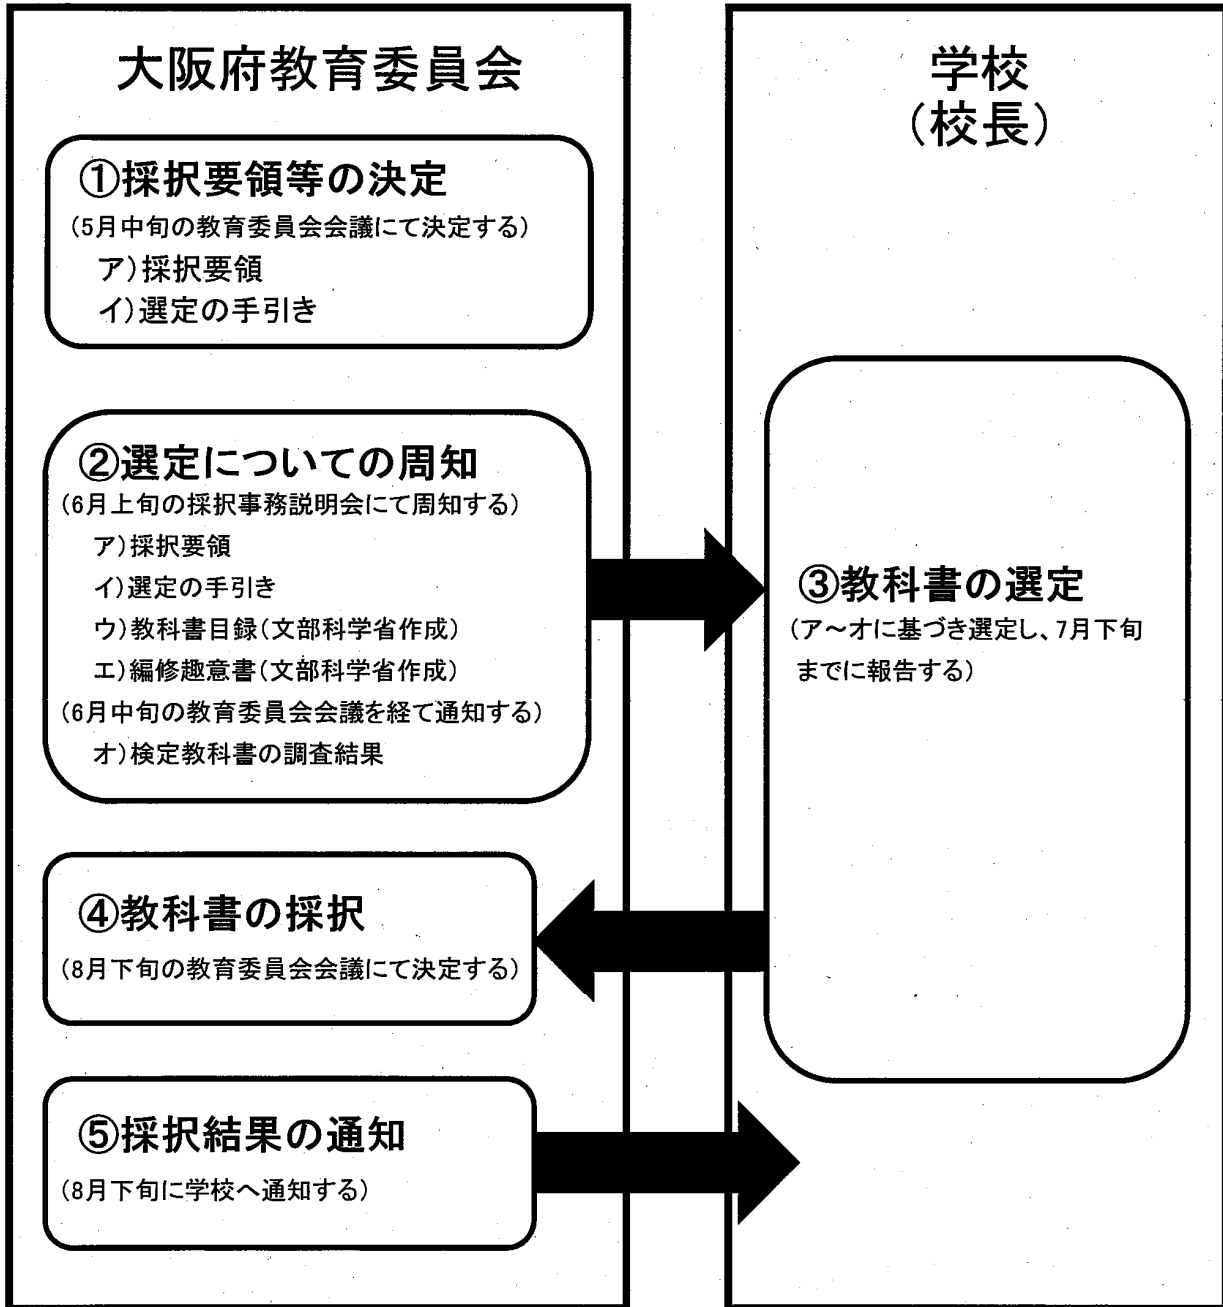 大阪府教育委員会
①採択要領等の決定
(5月中旬の教育委員会会議にて決定する)
ア)採択要領
イ)選定の手引き
②選定についての周知
(6月上旬の採択事務説明会にて周知する)
ア)採択要領
イ)選定の手引き
ウ)教科書目録(文部科学省作成)
エ)編修趣意書(文部科学省作成)
(6月中旬の教育委員会会議を経て通知する)
オ)検定教科書の調査結果
④教科書の採択
(8月下旬の教育委員会会議にて決定する)
⑤採択結果の通知
(8月下旬に学校へ通知する)
学校
(校長)
③教科書の選定
(ア～オに基づき選定し、7月下旬
までに報告する)